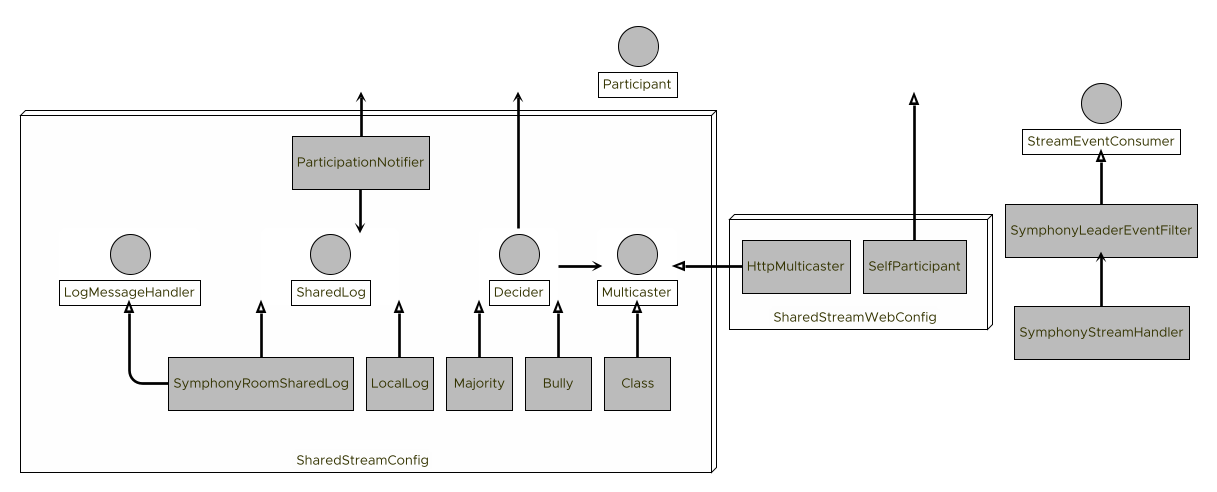 Participant
StreamEventConsumer
ParticipationNotifier
SymphonyLeaderEventFilter
HttpMulticaster
SelfParticipant
LogMessageHandler
SharedLog
Decider
Multicaster
SharedStreamWebConfig
SymphonyStreamHandler
SymphonyRoomSharedLog
LocalLog
Majority
Bully
Class
SharedStreamConfig